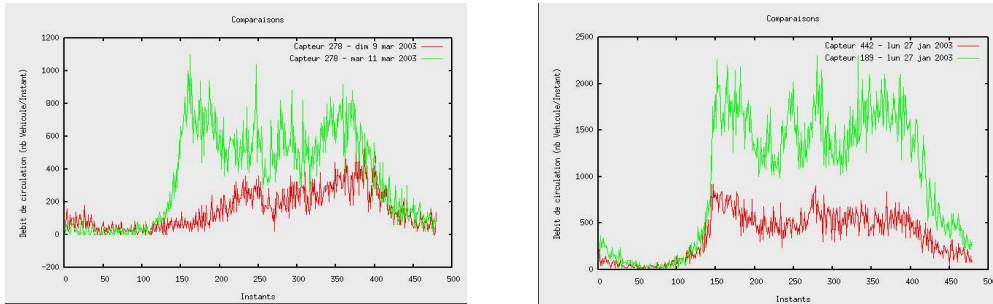 Comparaisons
Capteur 278 - dim 9 mar 2003
Capteur 278 - mar 11 mar 2003
Debit de circulation (nb Vehicule/Instant)
1200
1000
800
600
400
200
0
-200
0 50 100 150 200 250 300 350 400 450 500
Instants
Comparaisons
Capteur 442 - lun 27 jan 2003
Capteur 189 - lun 27 jan 2003
Debit de circulation (nb Vehicule/Instant)
2500
2000
1500
1000
500
0
0 50 100 150 200 250 300 350 400 450 500
Instants